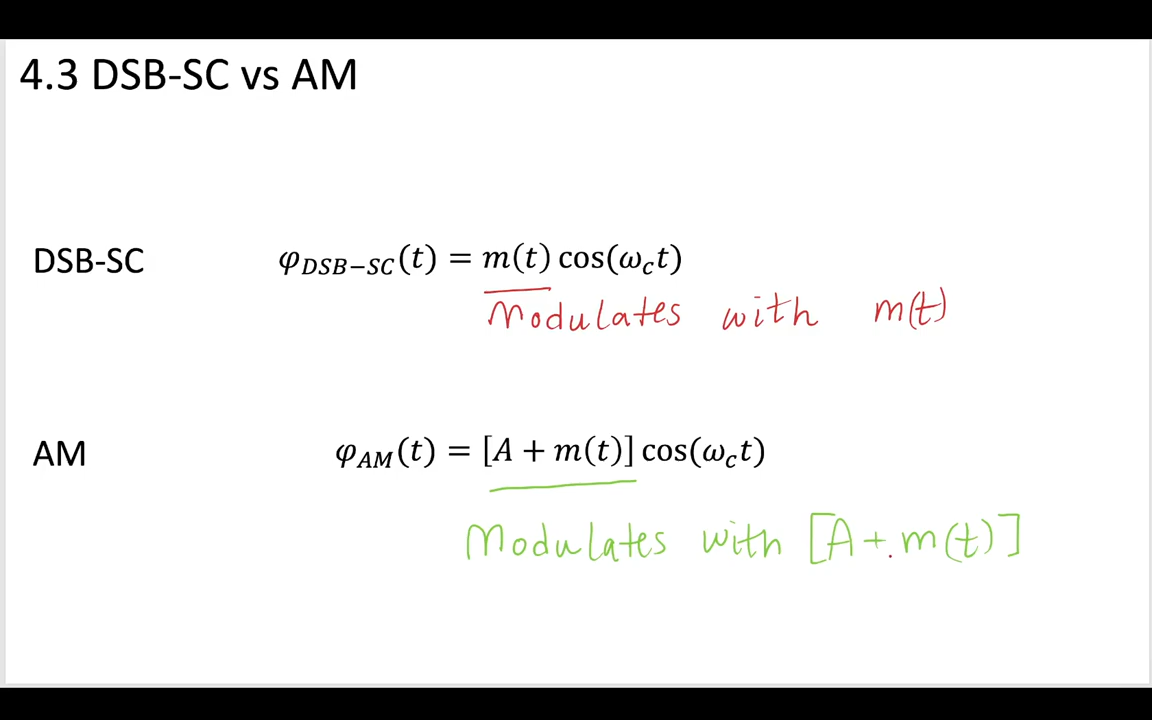 4.3 DSB-SC vs AM
DSB-SC φ_{DSB−SC}(t) = m(t) cos(ω_c t)
Modulates with m(t)
AM φ_{AM}(t) = [A + m(t)] cos(ω_c t)
Modulates with [A + m(t)]